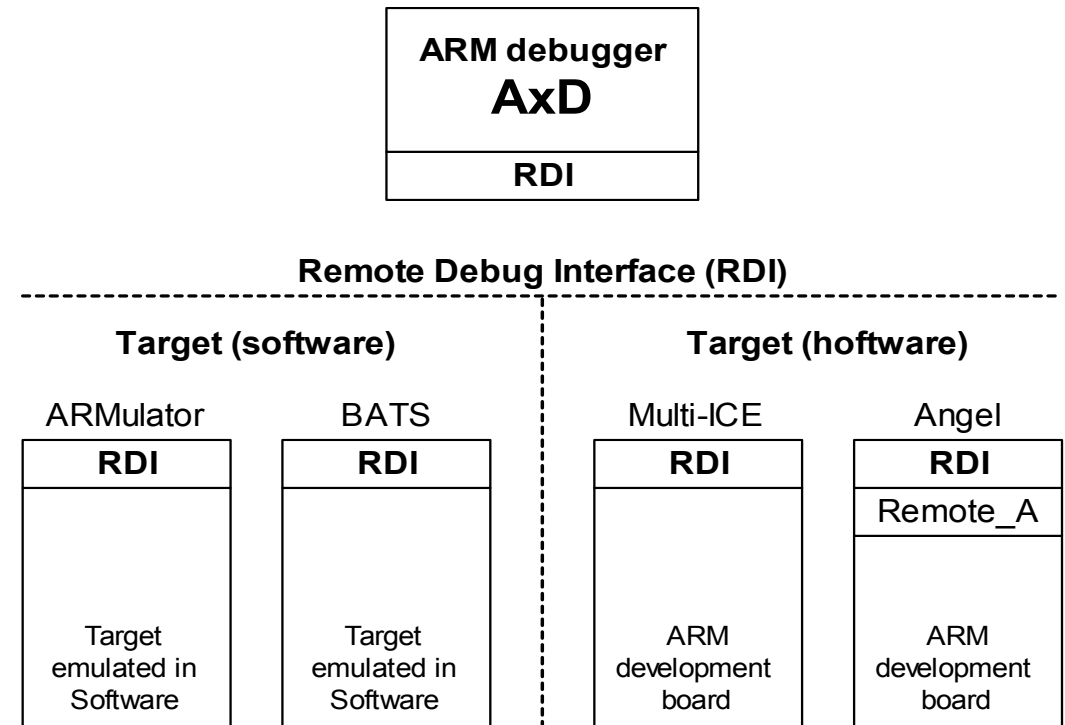 ARM debugger
AxD
RDI
Remote Debug Interface (RDI)
Target (software)
Target (hoftware)
ARMulator
BATS
Multi-ICE
Angel
RDI
RDI
RDI
RDI
Remote_A
Target
emulated in
Software
Target
emulated in
Software
ARM
development
board
ARM
development
board